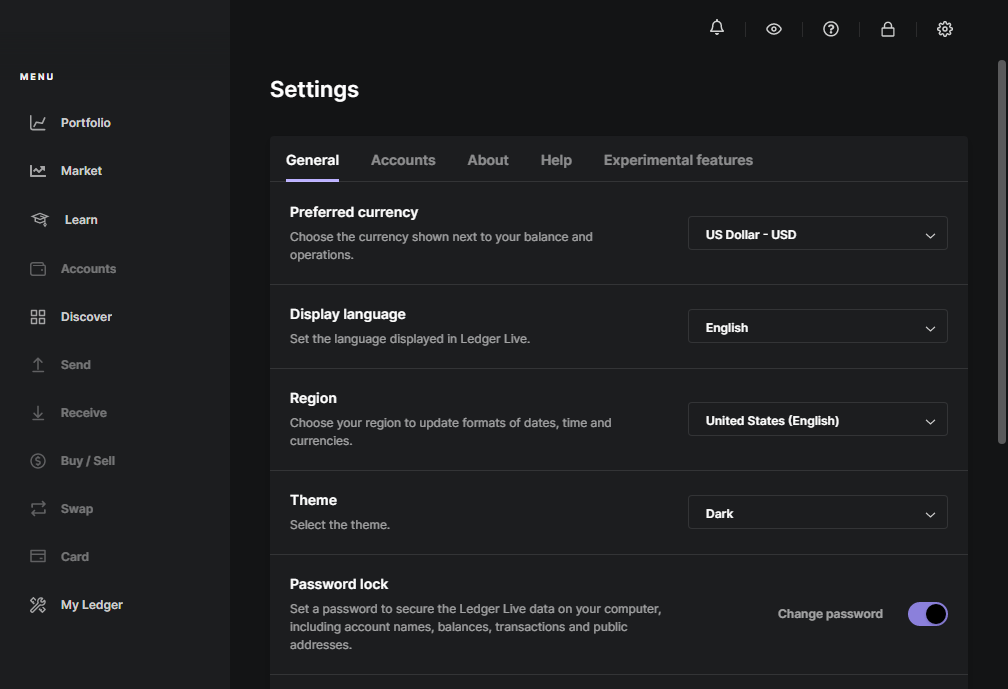 MENU
Portfolio
Market
Learn
Accounts
Discover
Send
Receive
Buy / Sell
Swap
Card
My Ledger
Settings
General
Accounts
About
Help
Experimental features
Preferred currency
Choose the currency shown next to your balance and
operations.
US Dollar - USD
Display language
Set the language displayed in Ledger Live.
English
Region
Choose your region to update formats of dates, time and
currencies.
United States (English)
Theme
Select the theme.
Dark
Password lock
Set a password to secure the Ledger Live data on your computer,
including account names, balances, transactions and public
addresses.
Change password